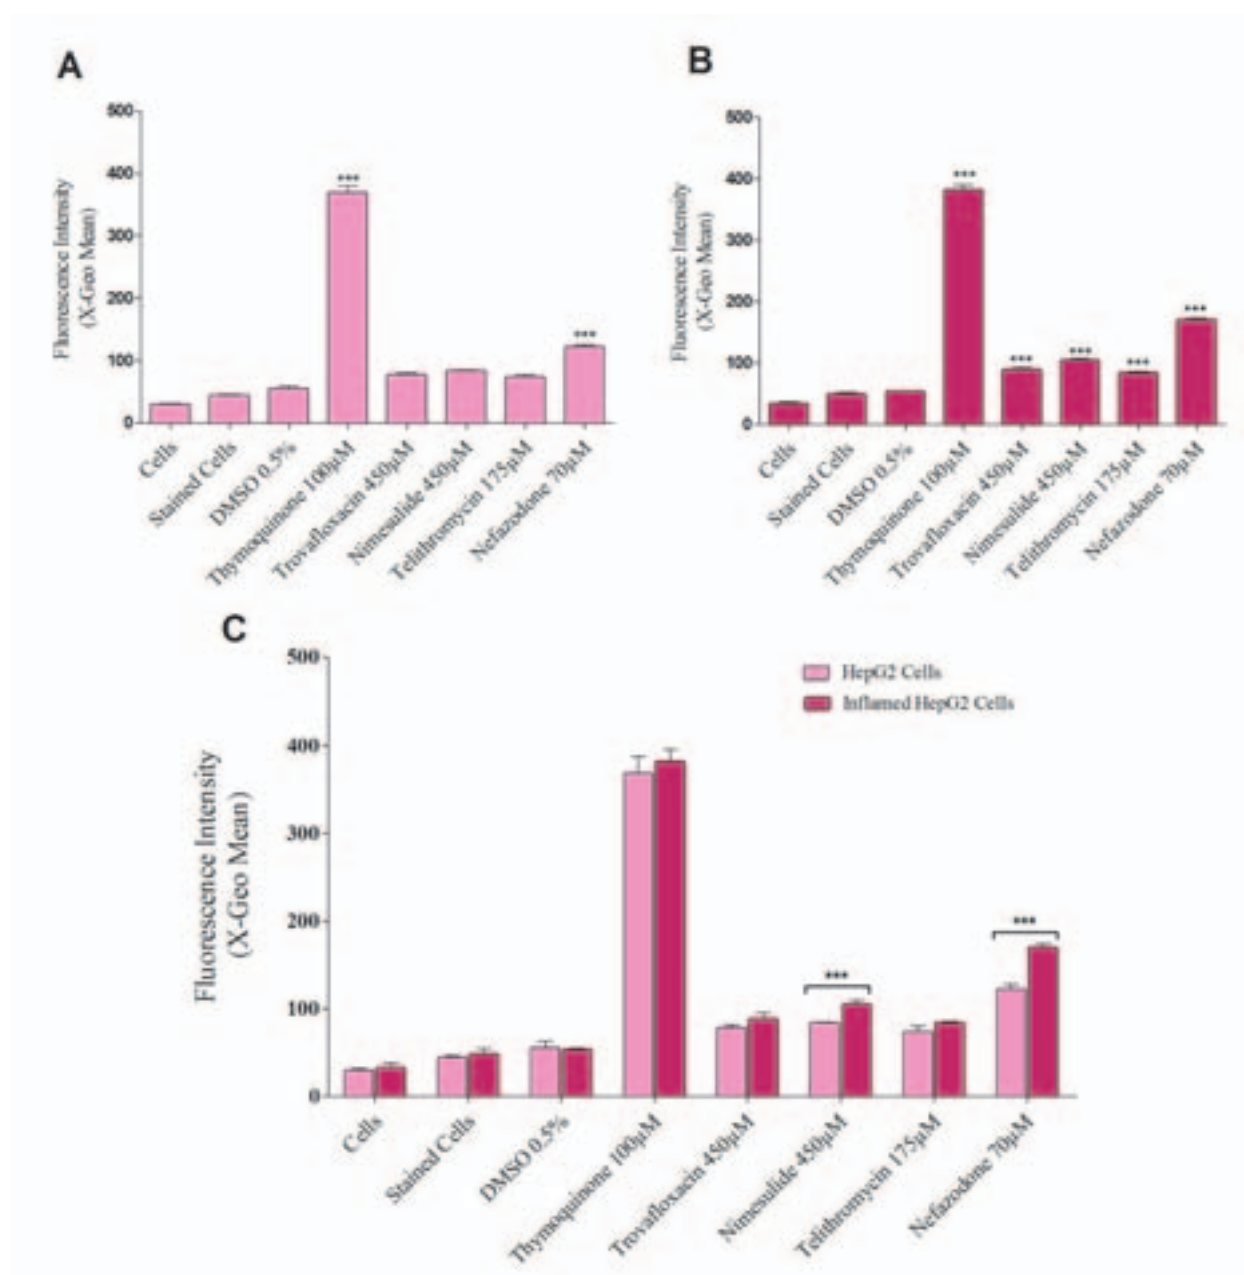 A
Fluorescence Intensity
(X-Geo Mean)
500
400
300
200
100
0
***
***
Cells
Stained Cells
DMSO 0.5%
Thymoquinone 100µM
Trovafloxacin 450µM
Nimesulide 450µM
Telithromycin 175µM
Nefazodone 70µM
B
Fluorescence Intensity
(X-Geo Mean)
500
400
300
200
100
0
***
***
***
***
***
Cells
Stained Cells
DMSO 0.5%
Thymoquinone 100µM
Trovafloxacin 450µM
Nimesulide 450µM
Telithromycin 175µM
Nefazodone 70µM
C
Fluorescence Intensity
(X-Geo Mean)
500
400
300
200
100
0
HepG2 Cells
Inflamed HepG2 Cells
***
***
Cells
Stained Cells
DMSO 0.5%
Thymoquinone 100µM
Trovafloxacin 450µM
Nimesulide 450µM
Telithromycin 175µM
Nefazodone 70µM